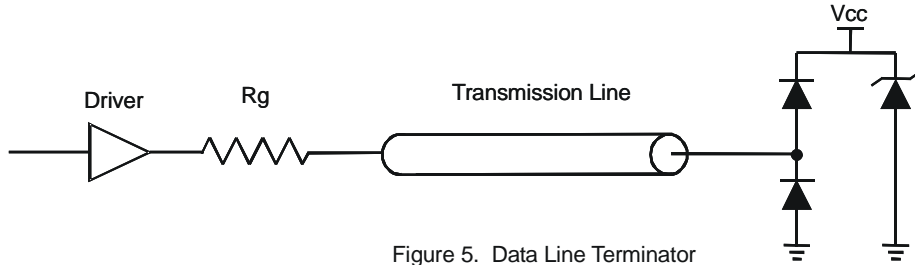 Vcc
Driver
Rg
Transmission Line
Figure 5. Data Line Terminator